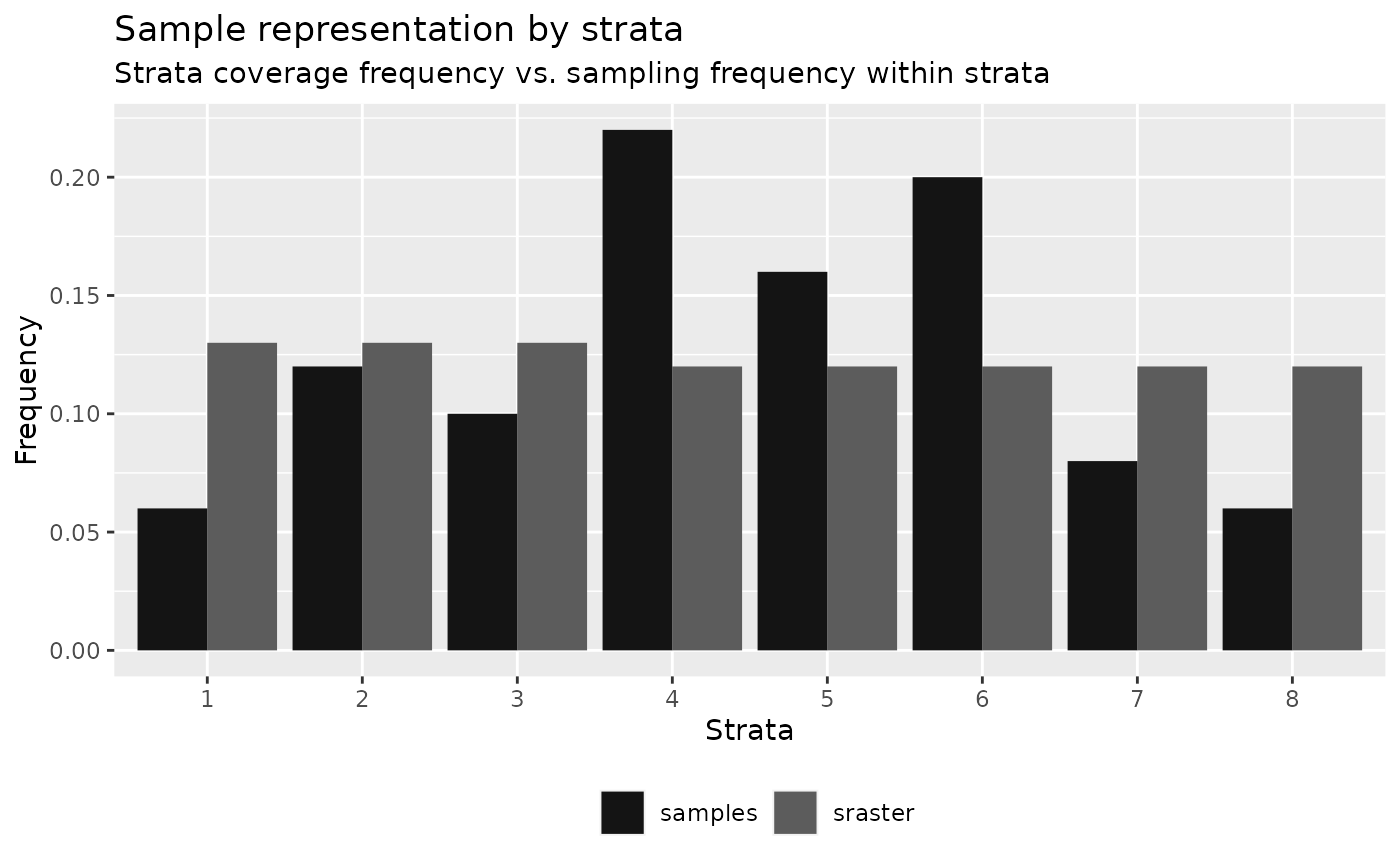 Sample representation by strata
Strata coverage frequency vs. sampling frequency within strata
Frequency
0.20
0.15
0.10
0.05
0.00
1 2 3 4 5 6 7 8
Strata
samples sraster